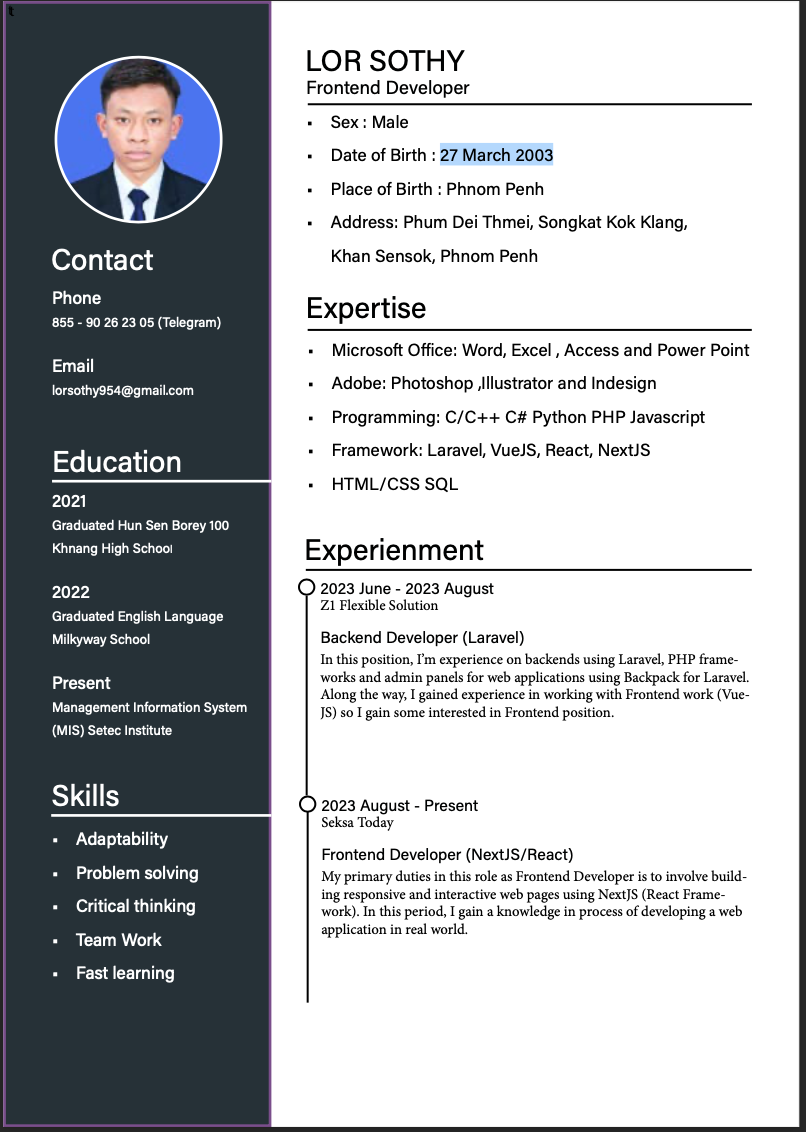 t
LOR SOTHY
Frontend Developer
▪ Sex : Male
▪ Date of Birth : 27 March 2003
▪ Place of Birth : Phnom Penh
▪ Address: Phum Dei Thmei, Songkat Kok Klang,
Khan Sensok, Phnom Penh
Contact
Phone
855 - 90 26 23 05 (Telegram)
Email
lorsothy954@gmail.com
Education
2021
Graduated Hun Sen Borey 100
Khnang High School
2022
Graduated English Language
Milkyway School
Present
Management Information System
(MIS) Setec Institute
Skills
▪ Adaptability
▪ Problem solving
▪ Critical thinking
▪ Team Work
▪ Fast learning
Expertise
▪ Microsoft Office: Word, Excel , Access and Power Point
▪ Adobe: Photoshop ,Illustrator and Indesign
▪ Programming: C/C++ C# Python PHP Javascript
▪ Framework: Laravel, VueJS, React, NextJS
▪ HTML/CSS SQL
Experienment
2023 June - 2023 August
Z1 Flexible Solution
Backend Developer (Laravel)
In this position, I’m experience on backends using Laravel, PHP frame-
works and admin panels for web applications using Backpack for Laravel.
Along the way, I gained experience in working with Frontend work (Vue-
JS) so I gain some interested in Frontend position.
2023 August - Present
Seksa Today
Frontend Developer (NextJS/React)
My primary duties in this role as Frontend Developer is to involve build-
ing responsive and interactive web pages using NextJS (React Frame-
work). In this period, I gain a knowledge in process of developing a web
application in real world.